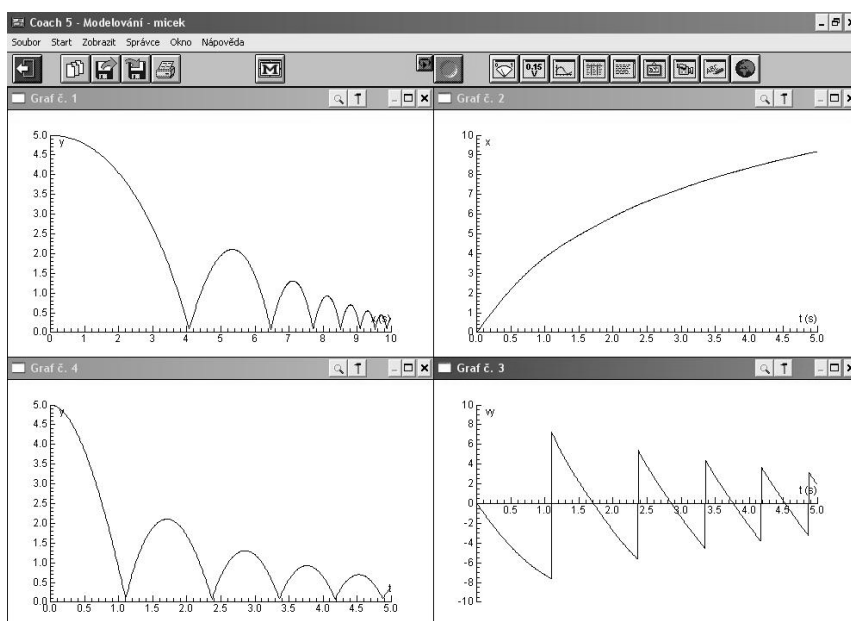 Coach 5 - Modelování - micek
Soubor Start Zobrazit Správce Okno Nápověda
M
0,15
V
Graf č. 1
5.0
4.5
4.0
3.5
3.0
2.5
2.0
1.5
1.0
0.5
0.0
y
0 1 2 3 4 5 6 7 8 9 10
Graf č. 2
10
9
8
7
6
5
4
3
2
1
0
x
t (s)
0.0 0.5 1.0 1.5 2.0 2.5 3.0 3.5 4.0 4.5 5.0
Graf č. 4
5.0
4.5
4.0
3.5
3.0
2.5
2.0
1.5
1.0
0.5
0.0
y
t
0.0 0.5 1.0 1.5 2.0 2.5 3.0 3.5 4.0 4.5 5.0
Graf č. 3
10
8
6
4
2
0
-2
-4
-6
-8
-10
vy
t (s)
0.5 1.0 1.5 2.0 2.5 3.0 3.5 4.0 4.5 5.0